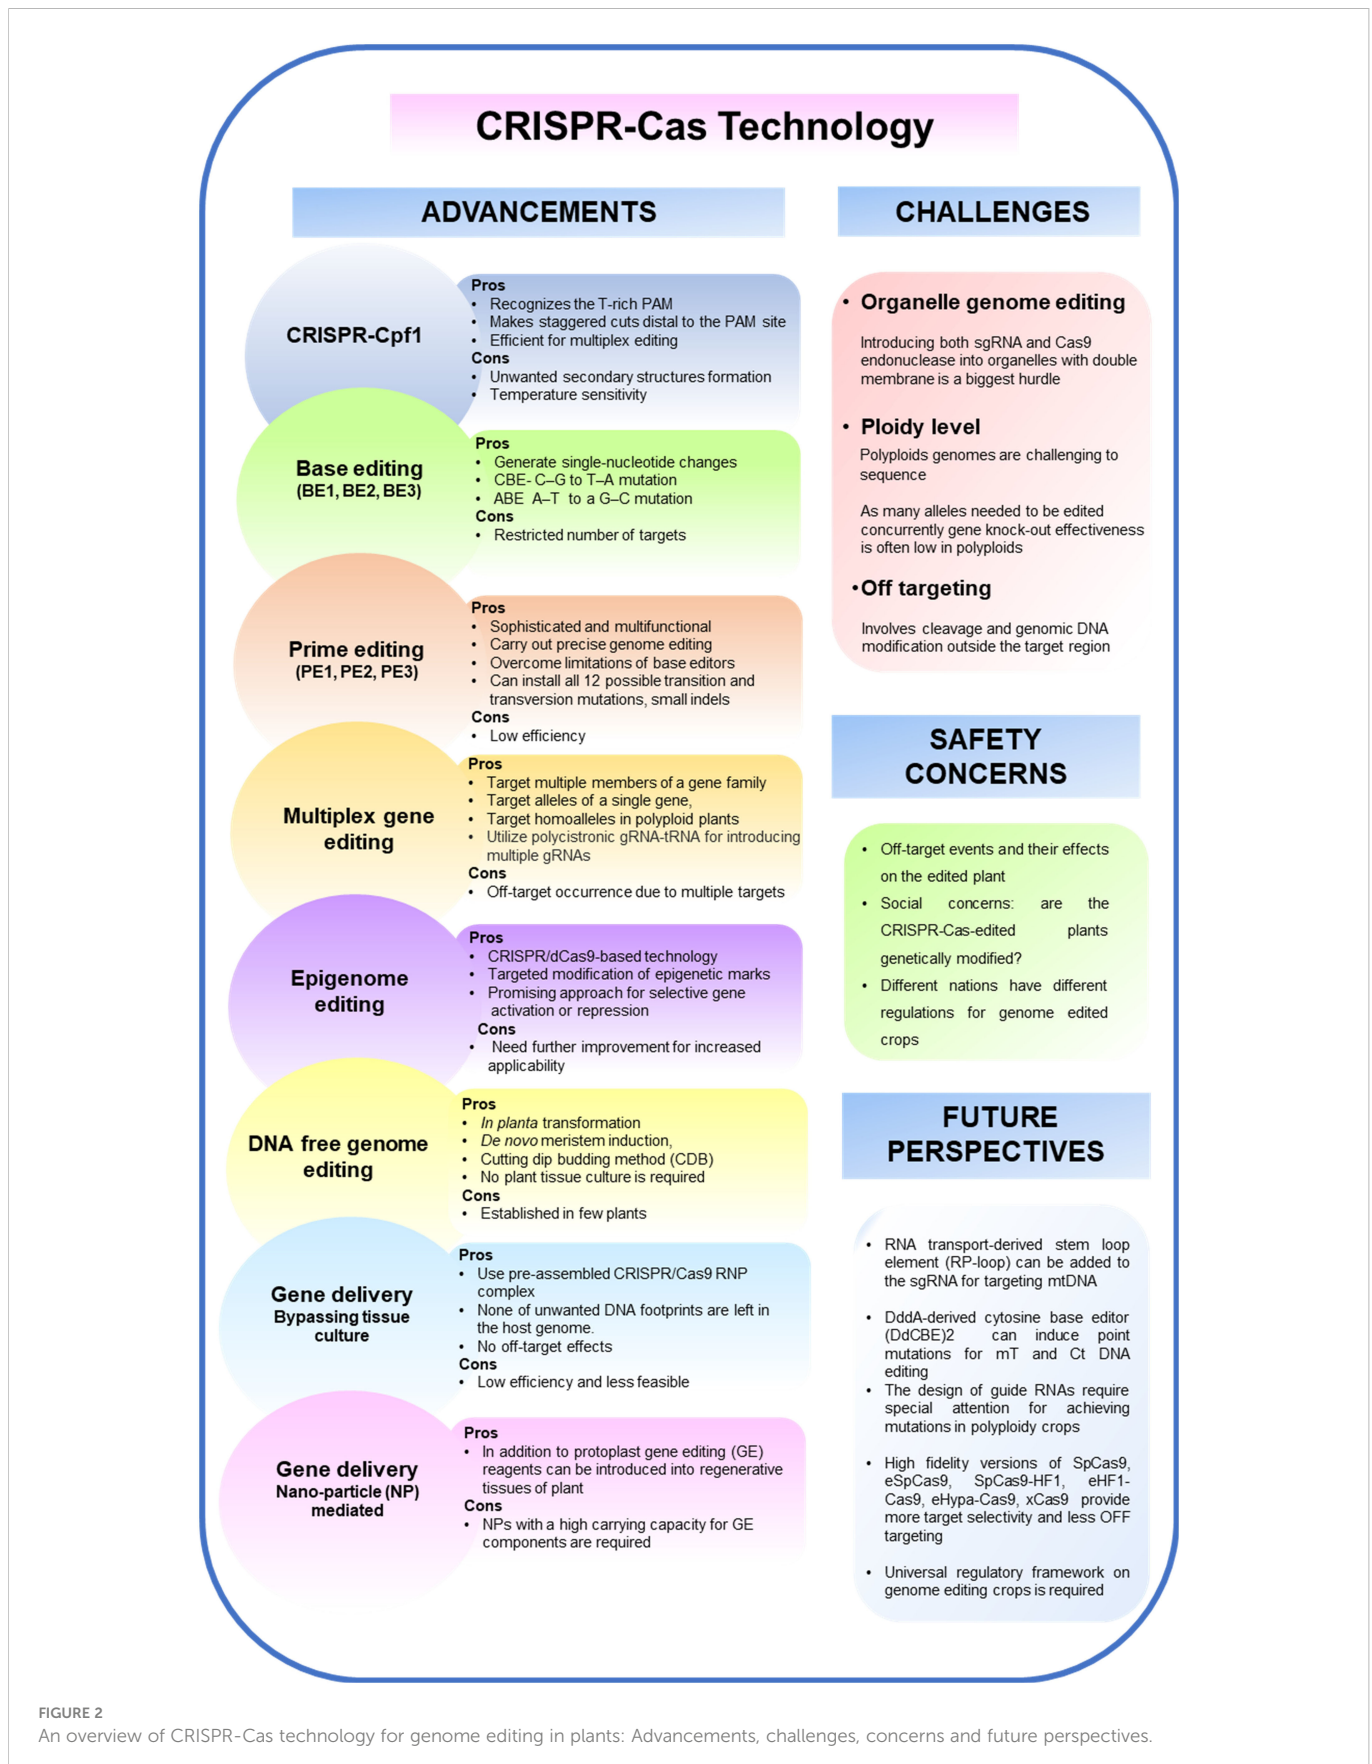 CRISPR-Cas Technology
ADVANCEMENTS
CRISPR-Cpf1
Pros
• Recognizes the T-rich PAM
• Makes staggered cuts distal to the PAM site
• Efficient for multiplex editing
Cons
• Unwanted secondary structures formation
• Temperature sensitivity
Base editing
(BE1, BE2, BE3)
Pros
• Generate single-nucleotide changes
• CBE- C–G to T–A mutation
• ABE A–T to a G–C mutation
Cons
• Restricted number of targets
Prime editing
(PE1, PE2, PE3)
Pros
• Sophisticated and multifunctional
• Carry out precise genome editing
• Overcome limitations of base editors
• Can install all 12 possible transition and
transversion mutations, small indels
Cons
• Low efficiency
Multiplex gene
editing
Pros
• Target multiple members of a gene family
• Target alleles of a single gene,
• Target homoalleles in polyploid plants
• Utilize polycistronic gRNA-tRNA for introducing
multiple gRNAs
Cons
• Off-target occurrence due to multiple targets
Epigenome
editing
Pros
• CRISPR/dCas9-based technology
• Targeted modification of epigenetic marks
• Promising approach for selective gene
activation or repression
Cons
• Need further improvement for increased
applicability
DNA free genome
editing
Pros
• In planta transformation
• De novo meristem induction,
• Cutting dip budding method (CDB)
• No plant tissue culture is required
Cons
• Established in few plants
Gene delivery
Bypassing tissue
culture
Pros
• Use pre-assembled CRISPR/Cas9 RNP
complex
• None of unwanted DNA footprints are left in
the host genome.
• No off-target effects
Cons
• Low efficiency and less feasible
Gene delivery
Nano-particle (NP)
mediated
Pros
• In addition to protoplast gene editing (GE)
reagents can be introduced into regenerative
tissues of plant
Cons
• NPs with a high carrying capacity for GE
components are required
CHALLENGES
• Organelle genome editing
Introducing both sgRNA and Cas9
endonuclease into organelles with double
membrane is a biggest hurdle
• Ploidy level
Polyploids genomes are challenging to
sequence
As many alleles needed to be edited
concurrently gene knock-out effectiveness
is often low in polyploids
• Off targeting
Involves cleavage and genomic DNA
modification outside the target region
SAFETY
CONCERNS
• Off-target events and their effects
on the edited plant
• Social concerns: are the
CRISPR-Cas-edited plants
genetically modified?
• Different nations have different
regulations for genome edited
crops
FUTURE
PERSPECTIVES
• RNA transport-derived stem loop
element (RP-loop) can be added to
the sgRNA for targeting mtDNA
• DddA-derived cytosine base editor
(DdCBE)2 can induce point
mutations for mT and Ct DNA
editing
• The design of guide RNAs require
special attention for achieving
mutations in polyploidy crops
• High fidelity versions of SpCas9,
eSpCas9, SpCas9-HF1, eHF1-
Cas9, eHypa-Cas9, xCas9 provide
more target selectivity and less OFF
targeting
• Universal regulatory framework on
genome editing crops is required
FIGURE 2
An overview of CRISPR-Cas technology for genome editing in plants: Advancements, challenges, concerns and future perspectives.